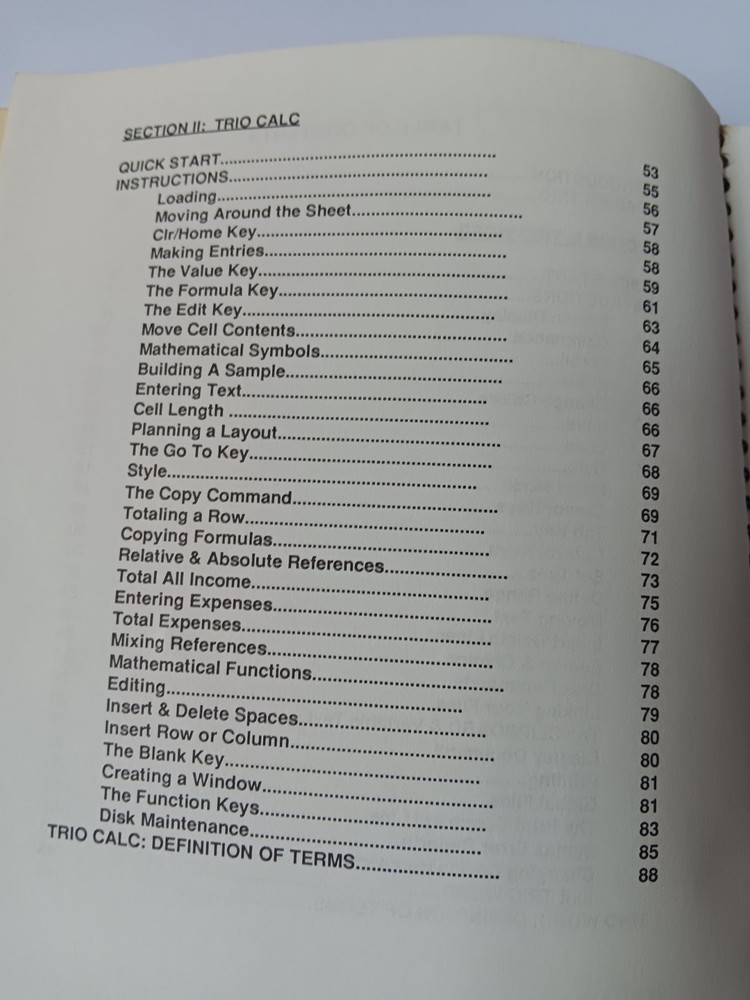 SECTION II: TRIO CALC
QUICK START.................................................. 53
INSTRUCTIONS.................................................. 55
Loading.................................................. 56
Moving Around the Sheet.................................. 57
Clr/Home Key.................................................. 58
Making Entries.................................................. 58
The Value Key.................................................. 59
The Formula Key.............................................. 61
The Edit Key.................................................. 63
Move Cell Contents.......................................... 64
Mathematical Symbols....................................... 65
Building A Sample............................................ 66
Entering Text.................................................. 66
Cell Length .................................................. 66
Planning a Layout............................................. 67
The Go To Key.................................................. 68
Style.................................................. 69
The Copy Command.......................................... 69
Totaling a Row.................................................. 71
Copying Formulas............................................ 72
Relative & Absolute References......................... 73
Total All Income............................................... 75
Entering Expenses............................................ 76
Total Expenses.................................................. 77
Mixing References............................................. 78
Mathematical Functions...................................... 78
Editing.................................................. 79
Insert & Delete Spaces...................................... 80
Insert Row or Column......................................... 80
The Blank Key.................................................. 81
Creating a Window............................................. 81
The Function Keys............................................. 83
Disk Maintenance............................................. 85
TRIO CALC: DEFINITION OF TERMS............................. 88